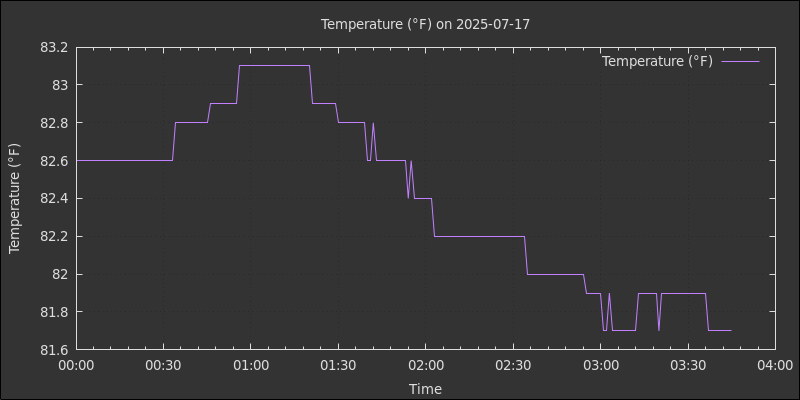 Temperature (°F) on 2025-07-17
Temperature (°F)
83.2
83
82.8
82.6
82.4
82.2
82
81.8
81.6
Temperature (°F)
00:00 00:30 01:00 01:30 02:00 02:30 03:00 03:30 04:00
Time